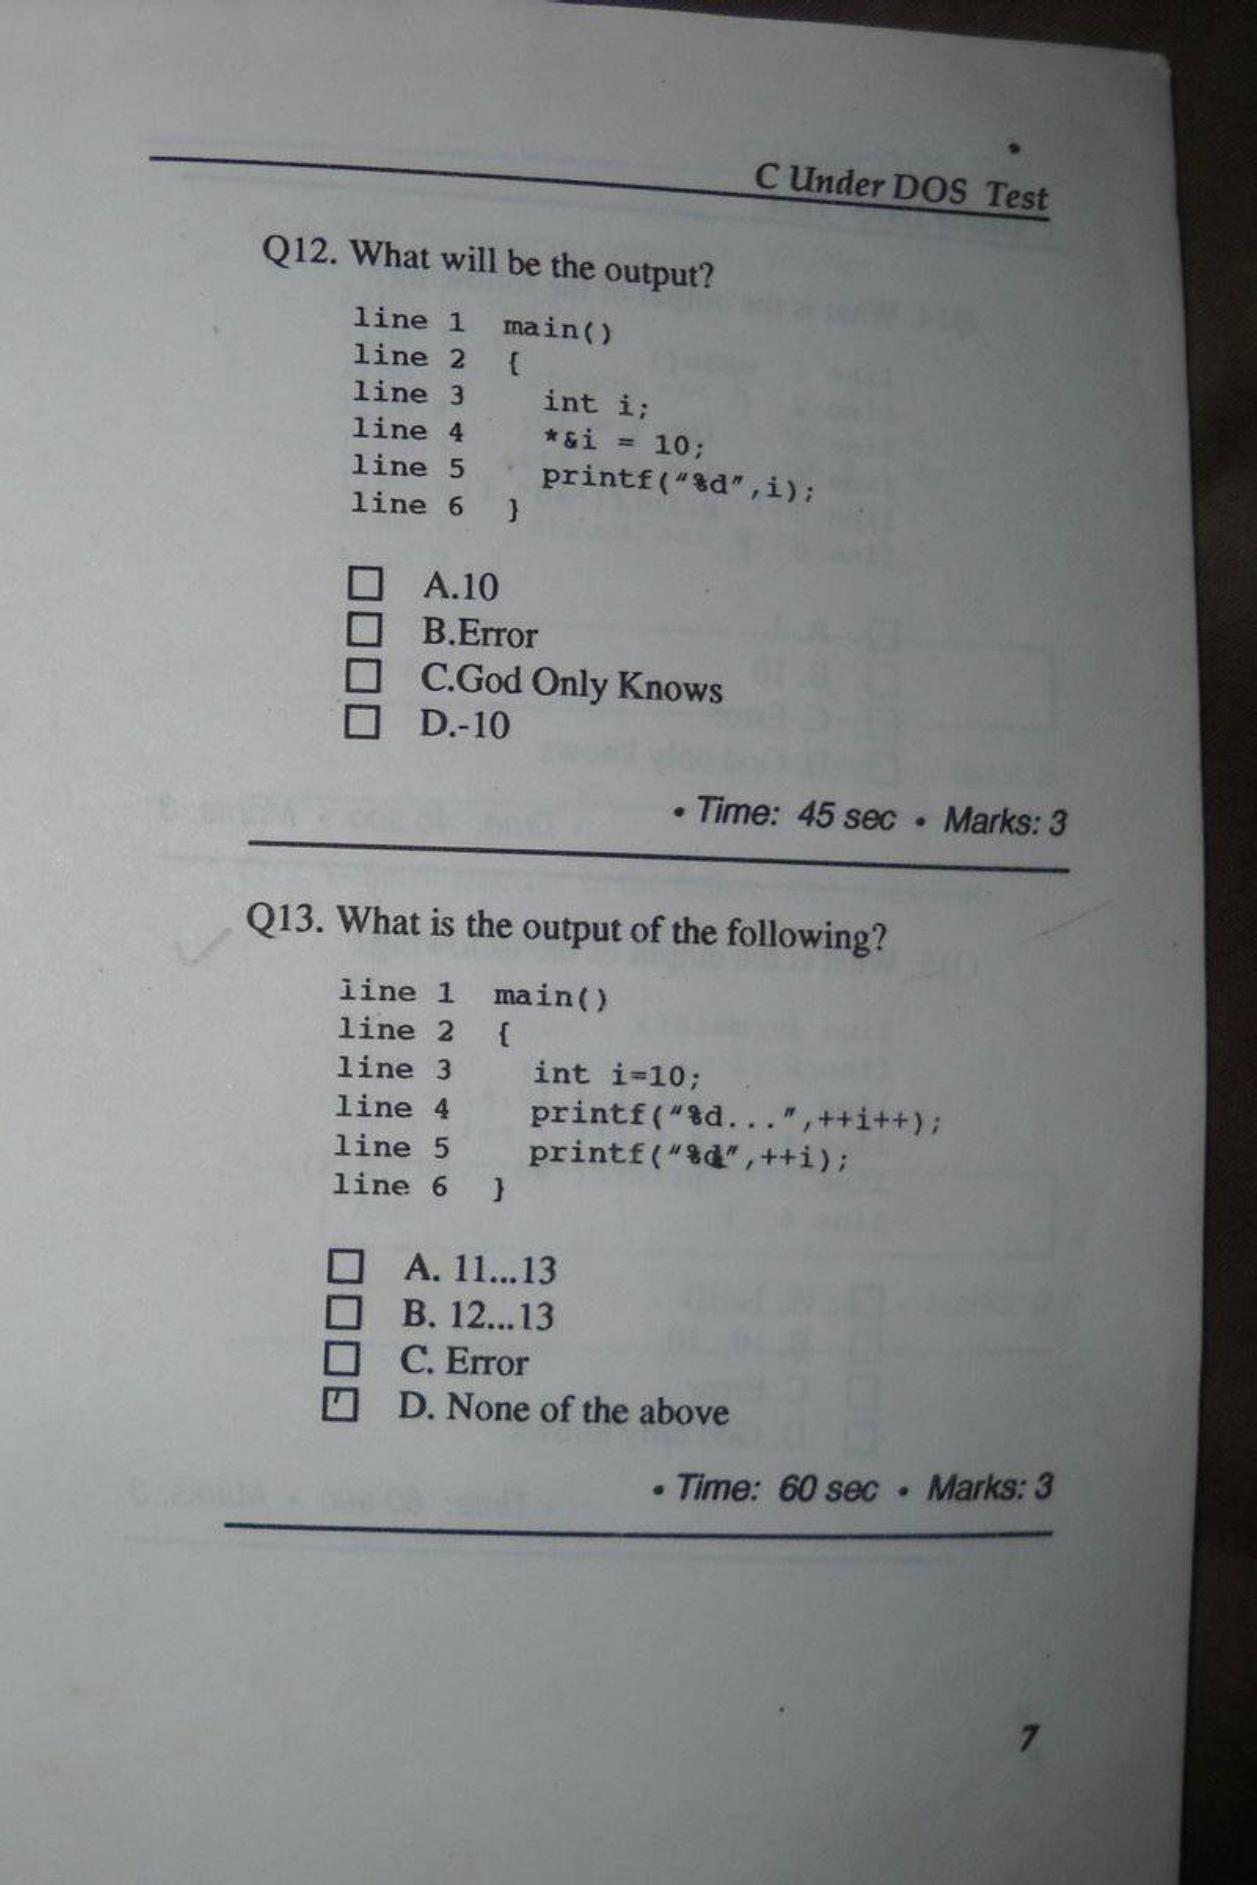 C Under DOS Test
Q12. What will be the output?
line 1 main()
line 2 {
line 3 int i;
line 4 *&i = 10;
line 5 printf("%d",i);
line 6 }
A.10
B.Error
C.God Only Knows
D.-10
• Time: 45 sec • Marks: 3
Q13. What is the output of the following?
line 1 main()
line 2 {
line 3 int i=10;
line 4 printf("%d...",++i++);
line 5 printf("%d",++i);
line 6 }
A. 11...13
B. 12...13
C. Error
D. None of the above
• Time: 60 sec • Marks: 3
7